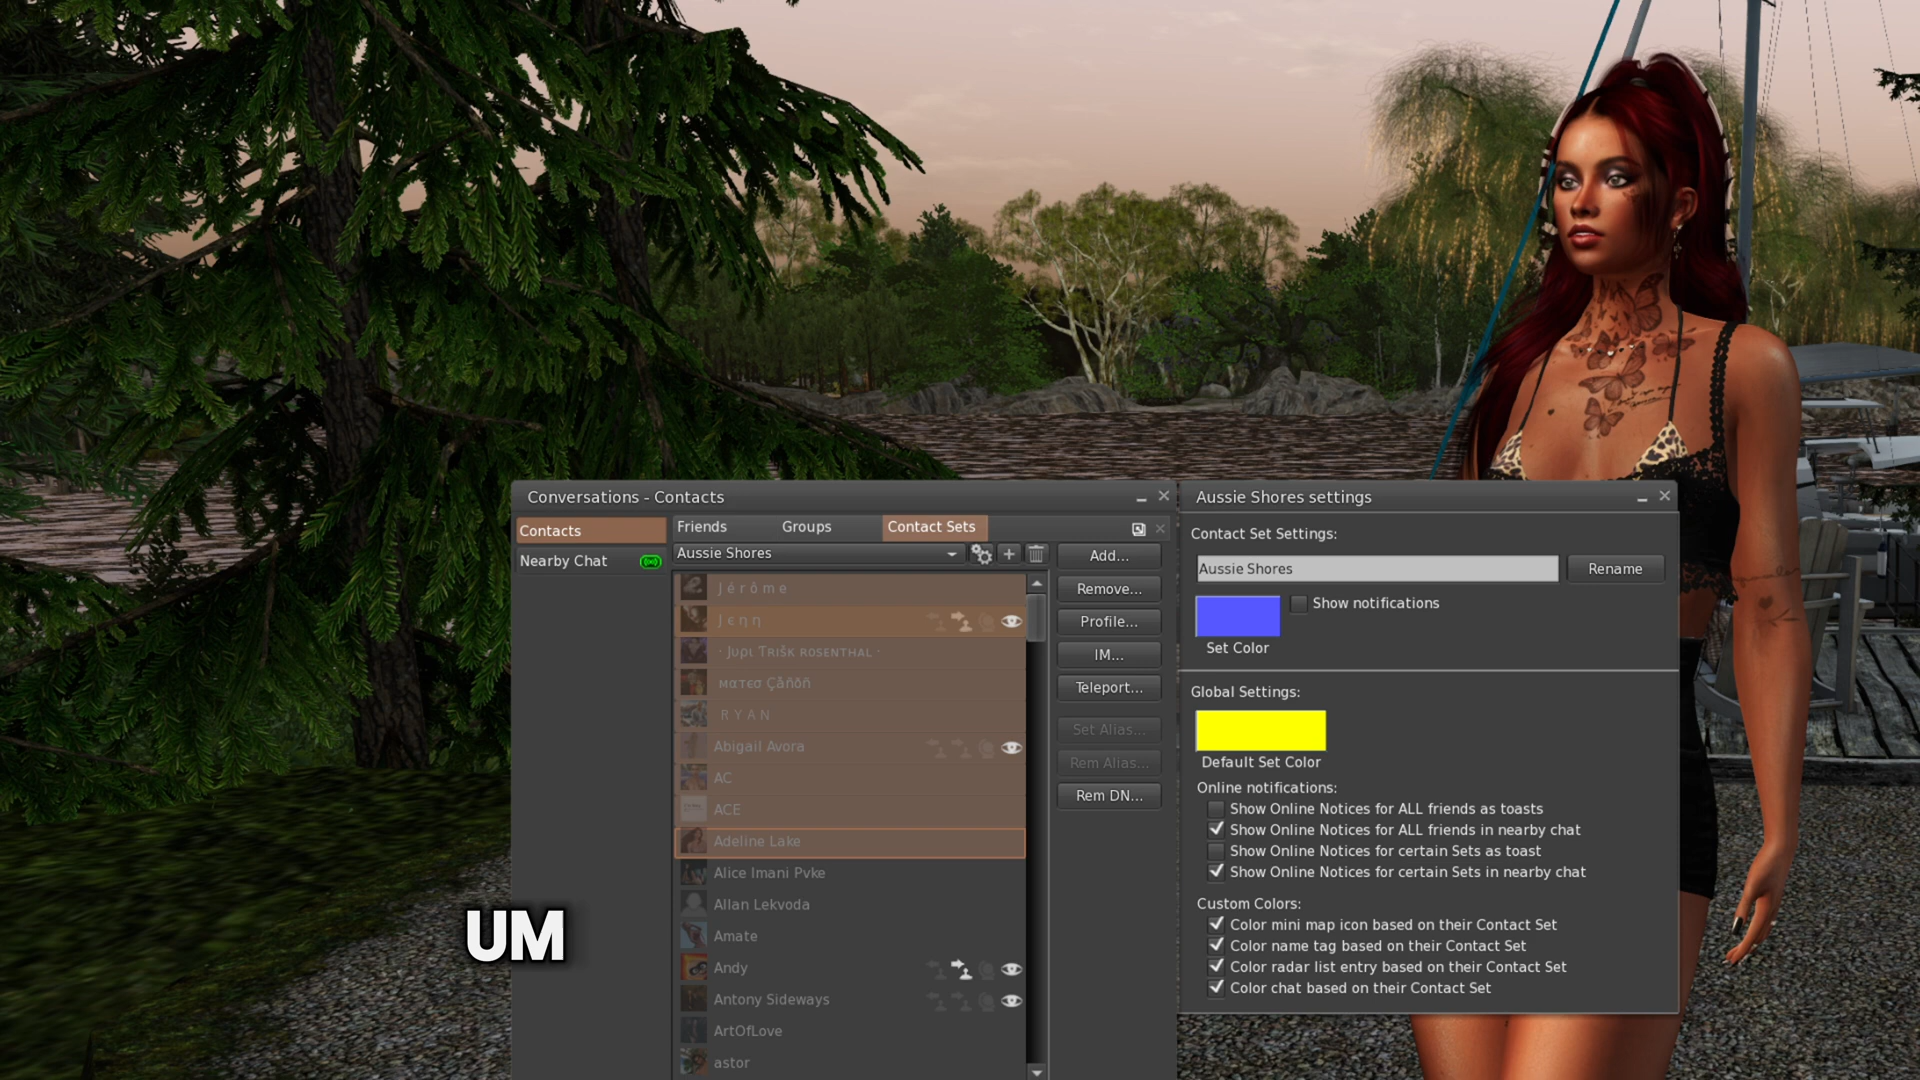 Conversations - Contacts
Contacts
Nearby Chat
Friends
Groups
Contact Sets
Aussie Shores
J é r ô m e
J є η η
· Jυρι ƬRIŠK ROSENTHAL ·
мαтєσ Çåñðñ
R Y A N
Abigail Avora
AC
ACE
Adeline Lake
Alice Imani Pvke
Allan Lekvoda
Amate
Andy
Antony Sideways
ArtOfLove
astor
Add...
Remove...
Profile...
IM...
Teleport...
Set Alias...
Rem Alias...
Rem DN...
Aussie Shores settings
Contact Set Settings:
Aussie Shores
Rename
Show notifications
Set Color
Global Settings:
Default Set Color
Online notifications:
Show Online Notices for ALL friends as toasts
Show Online Notices for ALL friends in nearby chat
Show Online Notices for certain Sets as toast
Show Online Notices for certain Sets in nearby chat
Custom Colors:
Color mini map icon based on their Contact Set
Color name tag based on their Contact Set
Color radar list entry based on their Contact Set
Color chat based on their Contact Set
UM